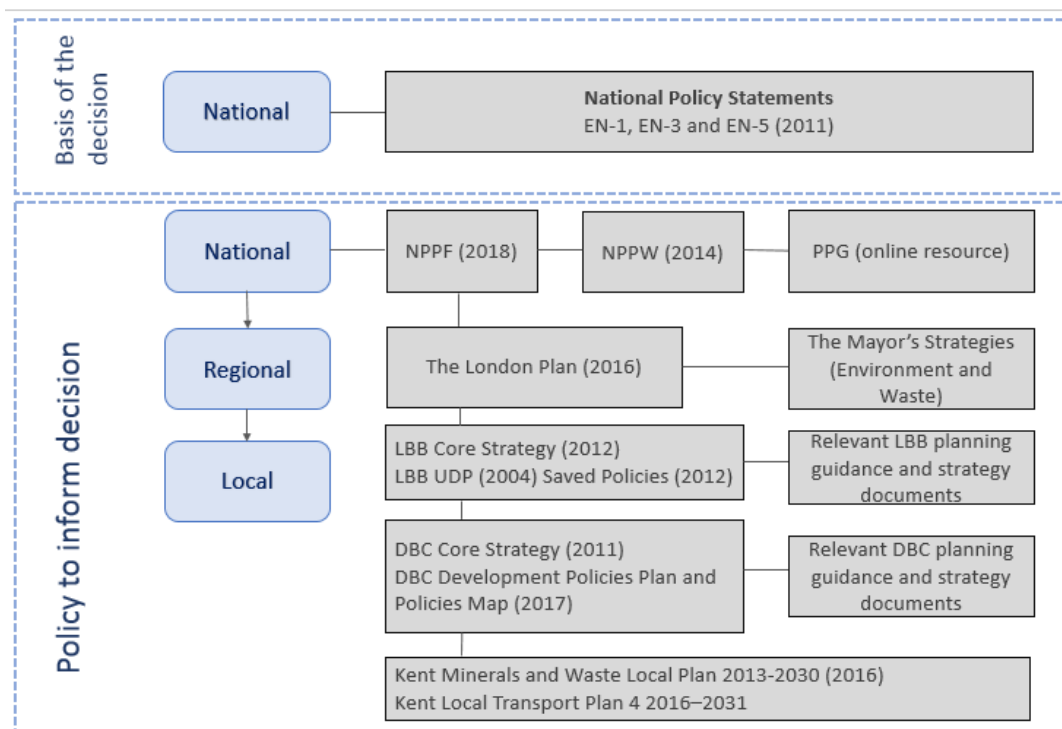 Basis of the
decision
National
National Policy Statements
EN-1, EN-3 and EN-5 (2011)
Policy to inform decision
National
NPPF (2018)
NPPW (2014)
PPG (online resource)
Regional
The London Plan (2016)
The Mayor’s Strategies
(Environment and
Waste)
Local
LBB Core Strategy (2012)
LBB UDP (2004) Saved Policies (2012)
Relevant LBB planning
guidance and strategy
documents
DBC Core Strategy (2011)
DBC Development Policies Plan and
Policies Map (2017)
Relevant DBC planning
guidance and strategy
documents
Kent Minerals and Waste Local Plan 2013-2030 (2016)
Kent Local Transport Plan 4 2016–2031